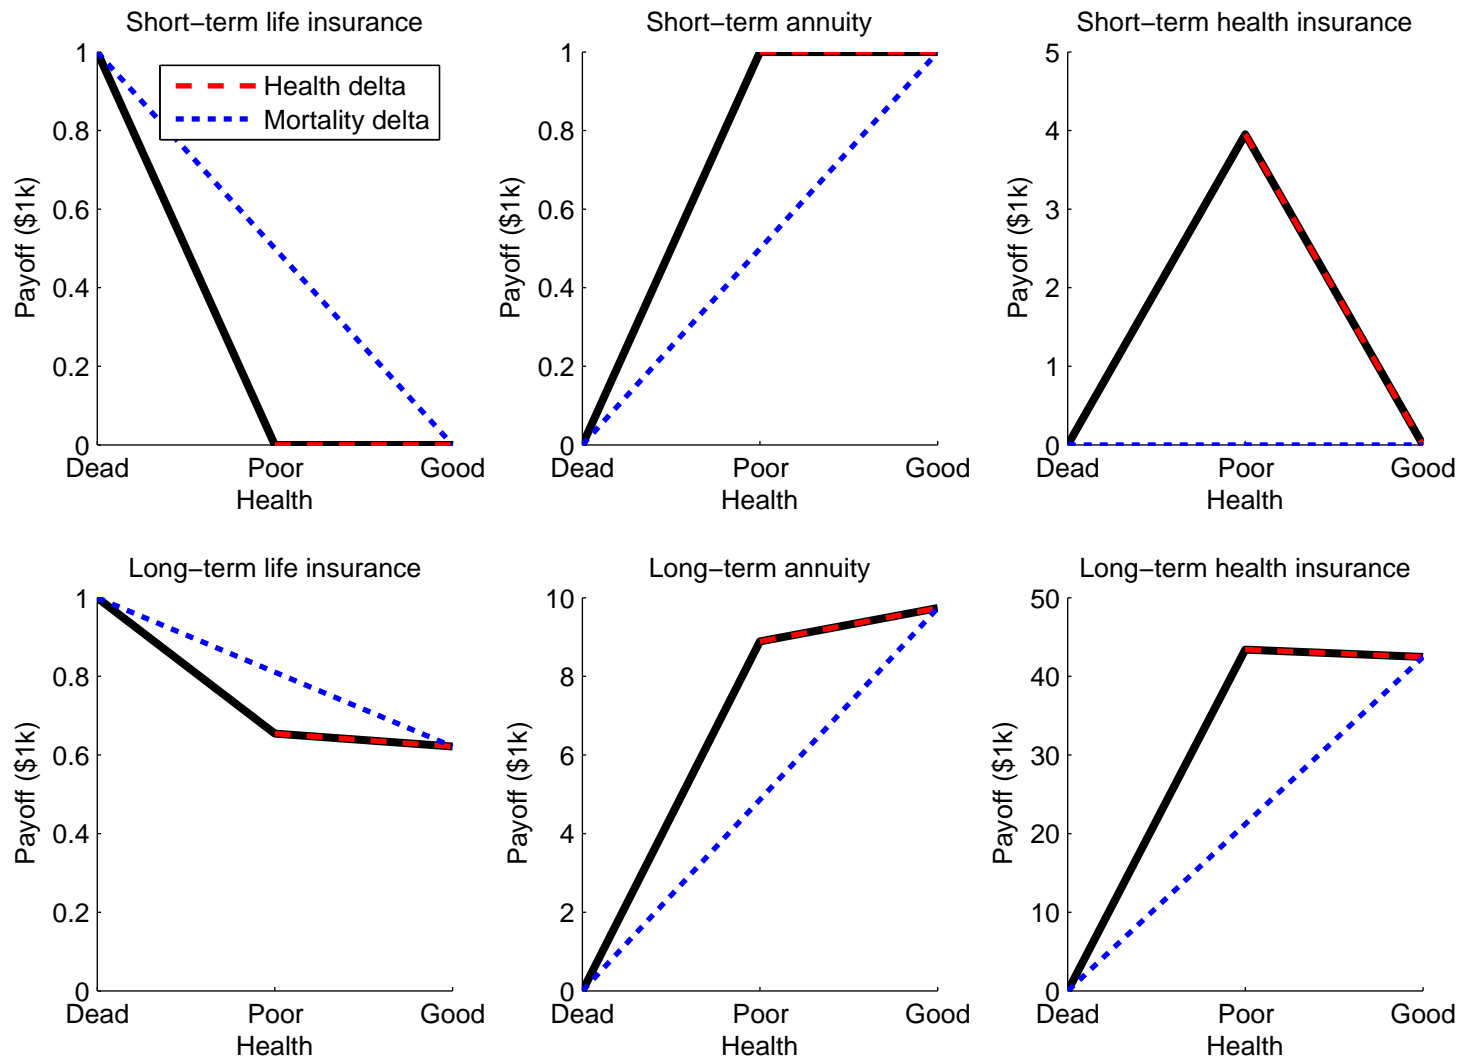 Short−term life insurance
1
0.8
0.6
0.4
0.2
0
Payoff ($1k)
Health delta
Mortality delta
Dead Poor Good
Health
Short−term annuity
1
0.8
0.6
0.4
0.2
0
Payoff ($1k)
Dead Poor Good
Health
Short−term health insurance
5
4
3
2
1
0
Payoff ($1k)
Dead Poor Good
Health
Long−term life insurance
1
0.8
0.6
0.4
0.2
0
Payoff ($1k)
Dead Poor Good
Health
Long−term annuity
10
8
6
4
2
0
Payoff ($1k)
Dead Poor Good
Health
Long−term health insurance
50
40
30
20
10
0
Payoff ($1k)
Dead Poor Good
Health